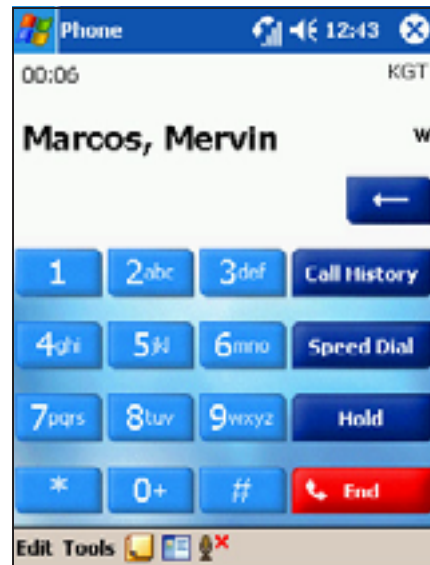 Phone 12:43
00:06 KGT
Marcos, Mervin w
1 2abc 3def Call History
4ghi 5jkl 6mno Speed Dial
7pqrs 8tuv 9wxyz Hold
* 0+ # End
Edit Tools